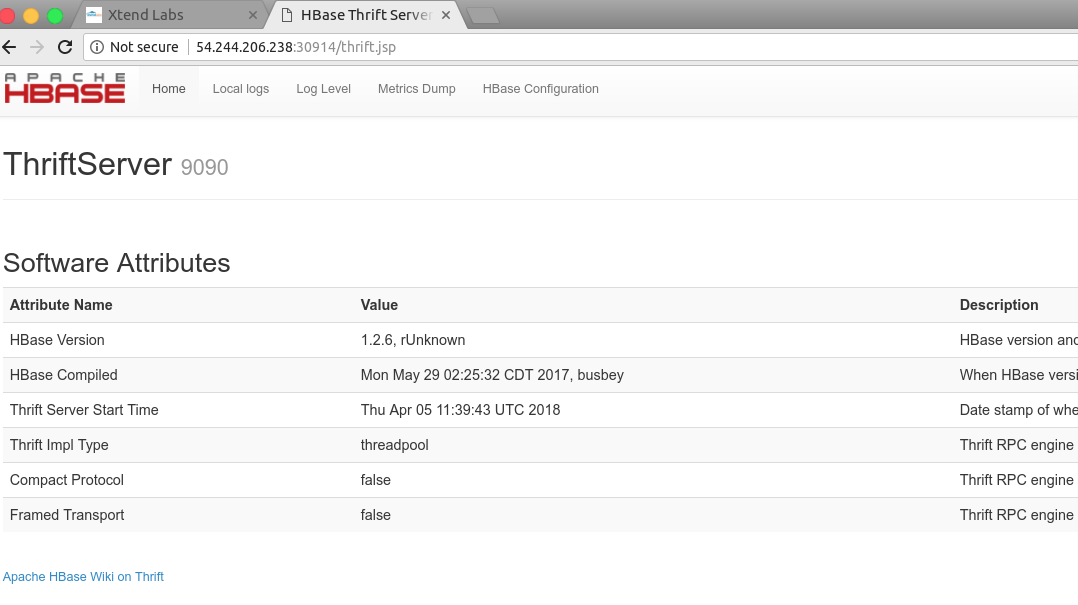 Xtend Labs HBase Thrift Server
Not secure 54.244.206.238:30914/thrift.jsp
APACHE
HBASE
Home Local logs Log Level Metrics Dump HBase Configuration
ThriftServer 9090
Software Attributes
Attribute Name Value Description
HBase Version 1.2.6, rUnknown HBase version and
HBase Compiled Mon May 29 02:25:32 CDT 2017, busbey When HBase versi
Thrift Server Start Time Thu Apr 05 11:39:43 UTC 2018 Date stamp of whe
Thrift Impl Type threadpool Thrift RPC engine
Compact Protocol false Thrift RPC engine
Framed Transport false Thrift RPC engine
Apache HBase Wiki on Thrift